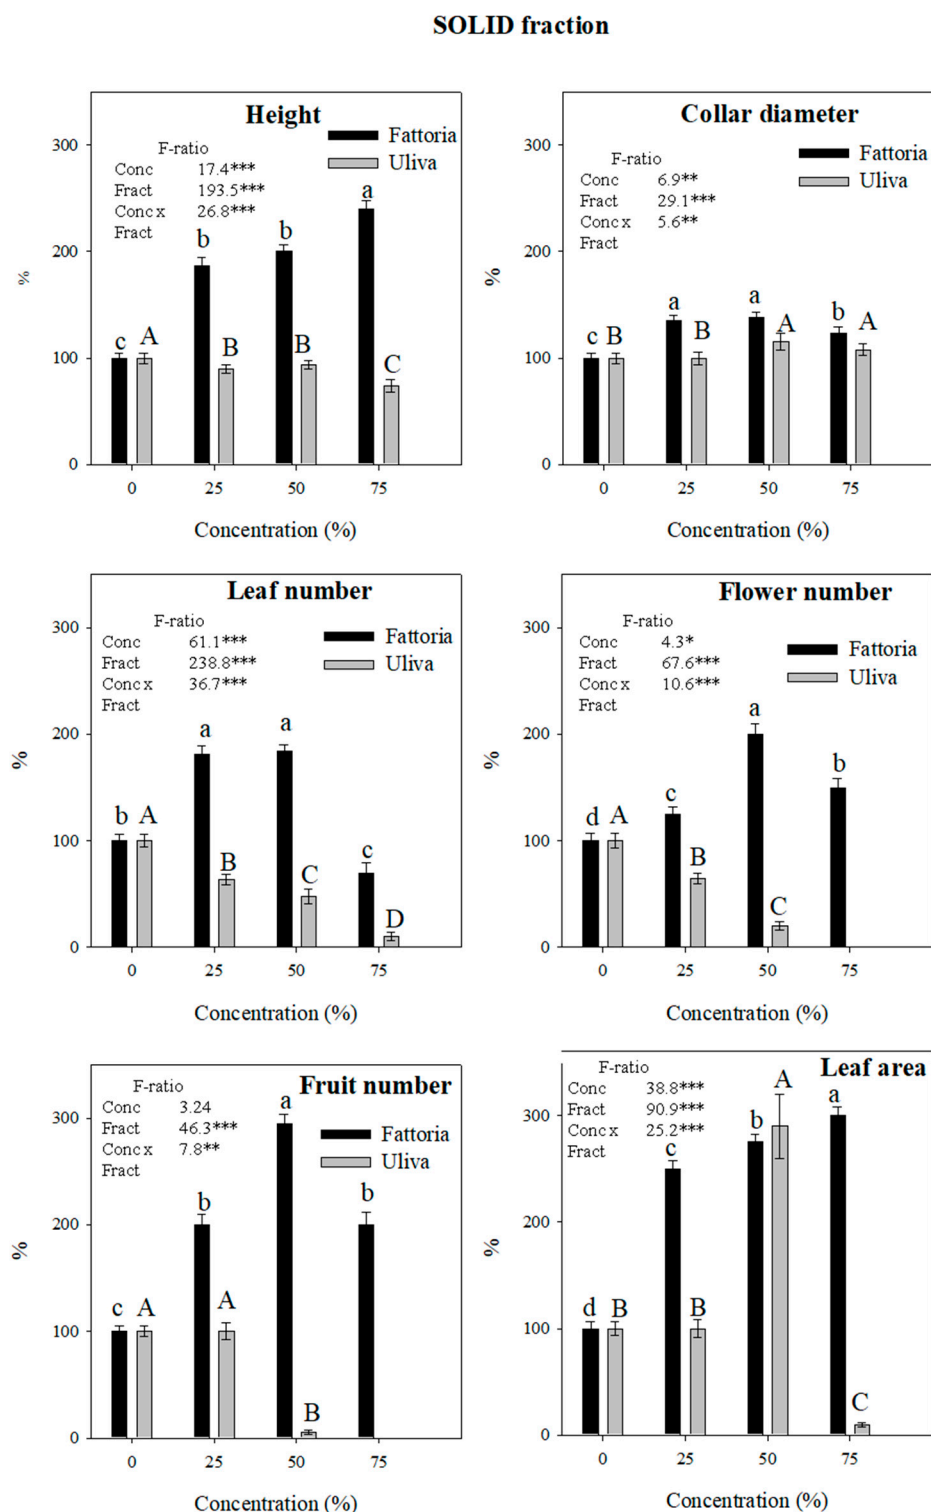 SOLID fraction
Height
Fattoria
Uliva
F-ratio
Conc 17.4***
Fract 193.5***
Conc x 26.8***
Fract
300
200
100
0
%
c A b B b B a C
0 25 50 75
Concentration (%)
Collar diameter
Fattoria
Uliva
F-ratio
Conc 6.9**
Fract 29.1***
Conc x 5.6**
Fract
300
200
100
0
%
c B a B a A b A
0 25 50 75
Concentration (%)
Leaf number
Fattoria
Uliva
F-ratio
Conc 61.1***
Fract 238.8***
Conc x 36.7***
Fract
300
200
100
0
%
b A a B a C c D
0 25 50 75
Concentration (%)
Flower number
Fattoria
Uliva
F-ratio
Conc 4.3*
Fract 67.6***
Conc x 10.6***
Fract
300
200
100
0
%
d A c B a C b
0 25 50 75
Concentration (%)
Fruit number
Fattoria
Uliva
F-ratio
Conc 3.24
Fract 46.3***
Conc x 7.8**
Fract
300
200
100
0
%
c A b A a B b
0 25 50 75
Concentration (%)
Leaf area
F-ratio
Conc 38.8***
Fract 90.9***
Conc x 25.2***
Fract
300
200
100
0
%
d B c B b A a C
0 25 50 75
Concentration (%)